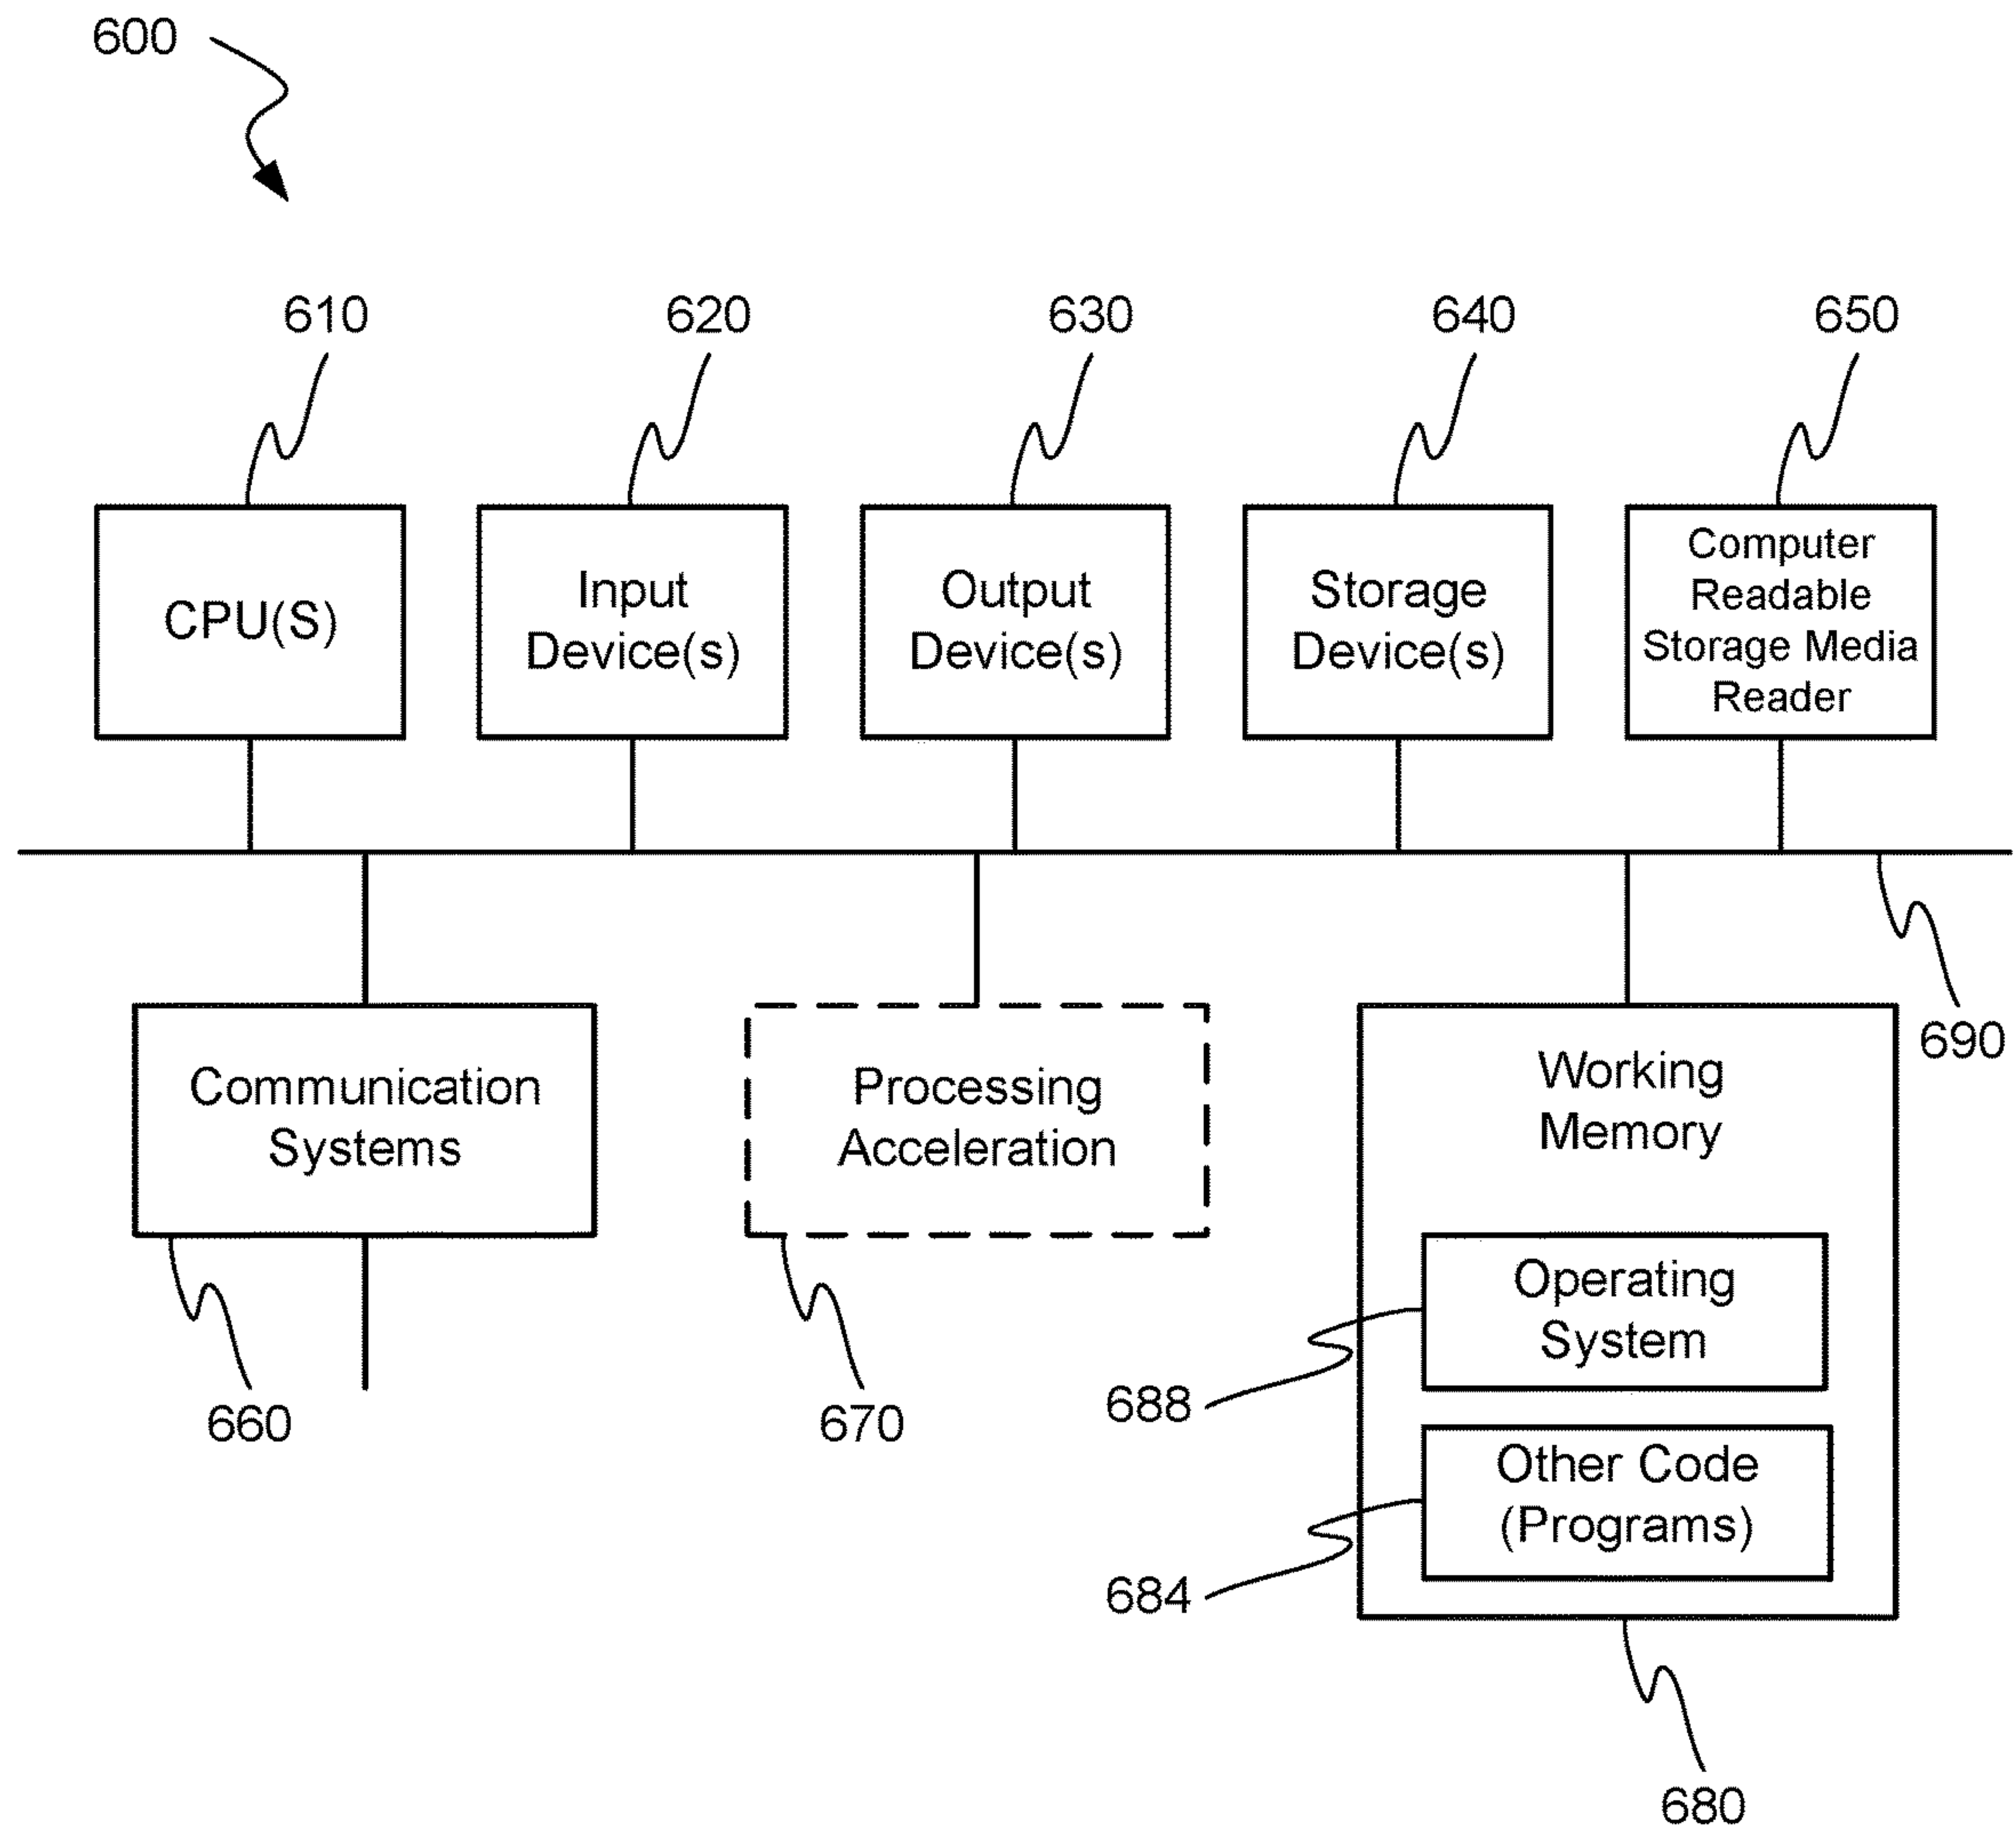 600
610
620
630
640
650
CPU(S)
Input
Device(s)
Output
Device(s)
Storage
Device(s)
Computer
Readable
Storage Media
Reader
690
Communication
Systems
Processing
Acceleration
Working
Memory
Operating
System
688
Other Code
(Programs)
684
660
670
680